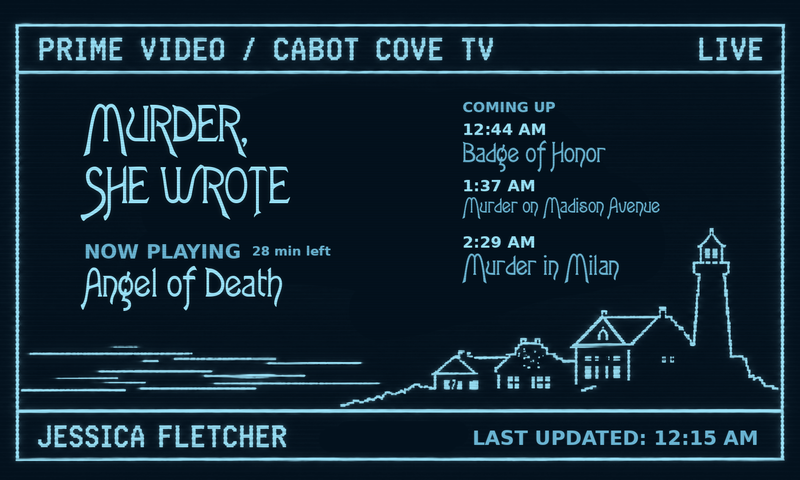 PRIME VIDEO / CABOT COVE TV
LIVE
MURDER,
SHE WROTE
NOW PLAYING 28 min left
Angel of Death
COMING UP
12:44 AM
Badge of Honor
1:37 AM
Murder on Madison Avenue
2:29 AM
Murder in Milan
JESSICA FLETCHER
LAST UPDATED: 12:15 AM